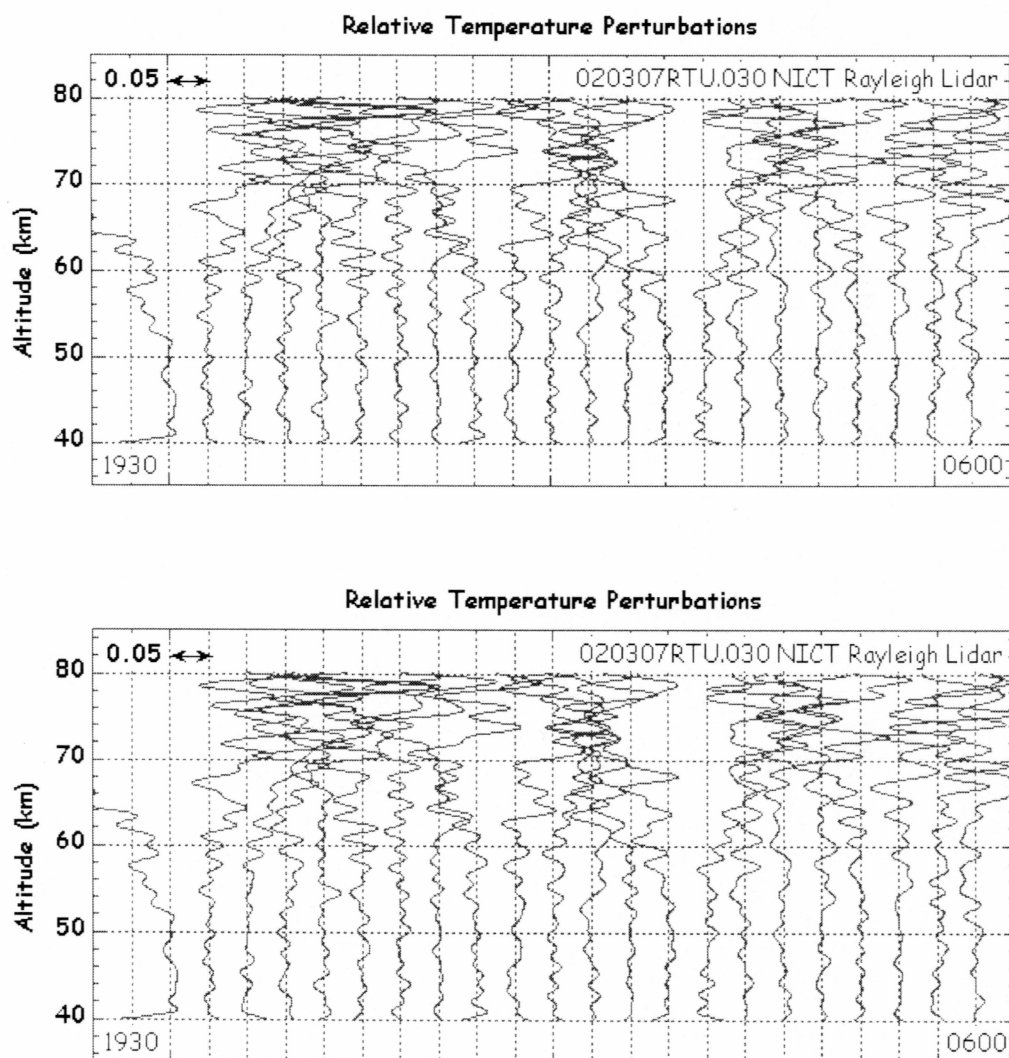 Relative Temperature Perturbations
0.05 020307RTU.030 NICT Rayleigh Lidar
80
70
60
50
40
Altitude (km)
1930 0600
Relative Temperature Perturbations
0.05 020307RTU.030 NICT Rayleigh Lidar
80
70
60
50
40
Altitude (km)
1930 0600